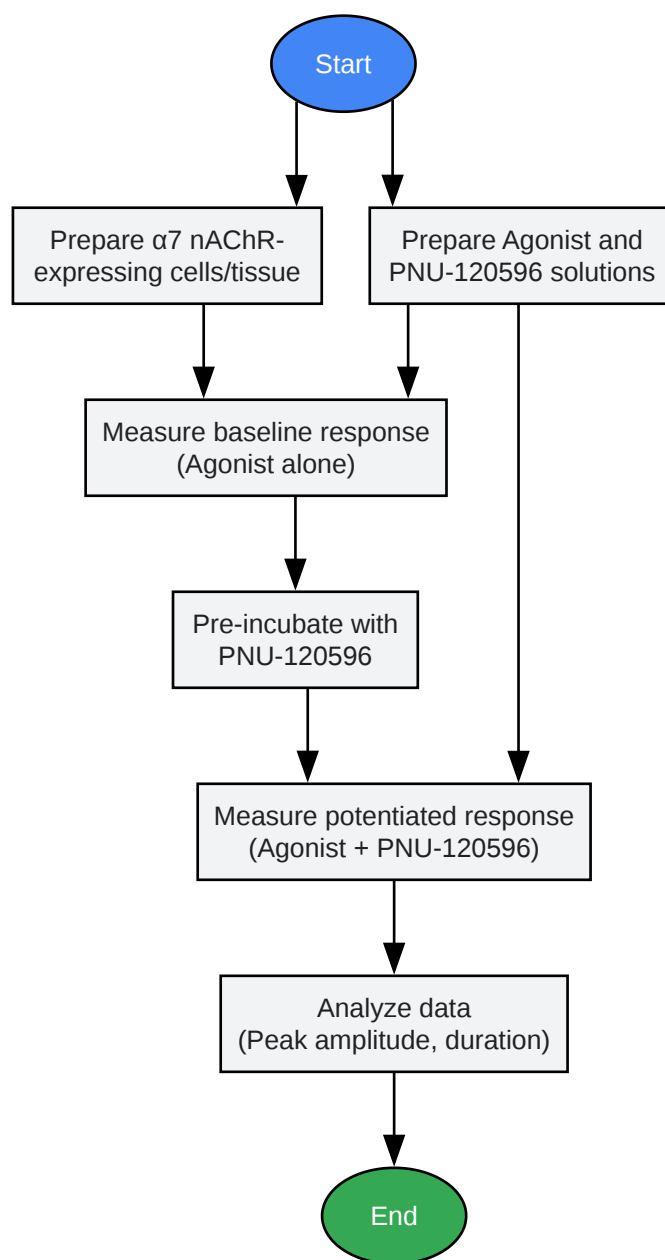 Start
Prepare α7 nAChR-
expressing cells/tissue
Prepare Agonist and
PNU-120596 solutions
Measure baseline response
(Agonist alone)
Pre-incubate with
PNU-120596
Measure potentiated response
(Agonist + PNU-120596)
Analyze data
(Peak amplitude, duration)
End